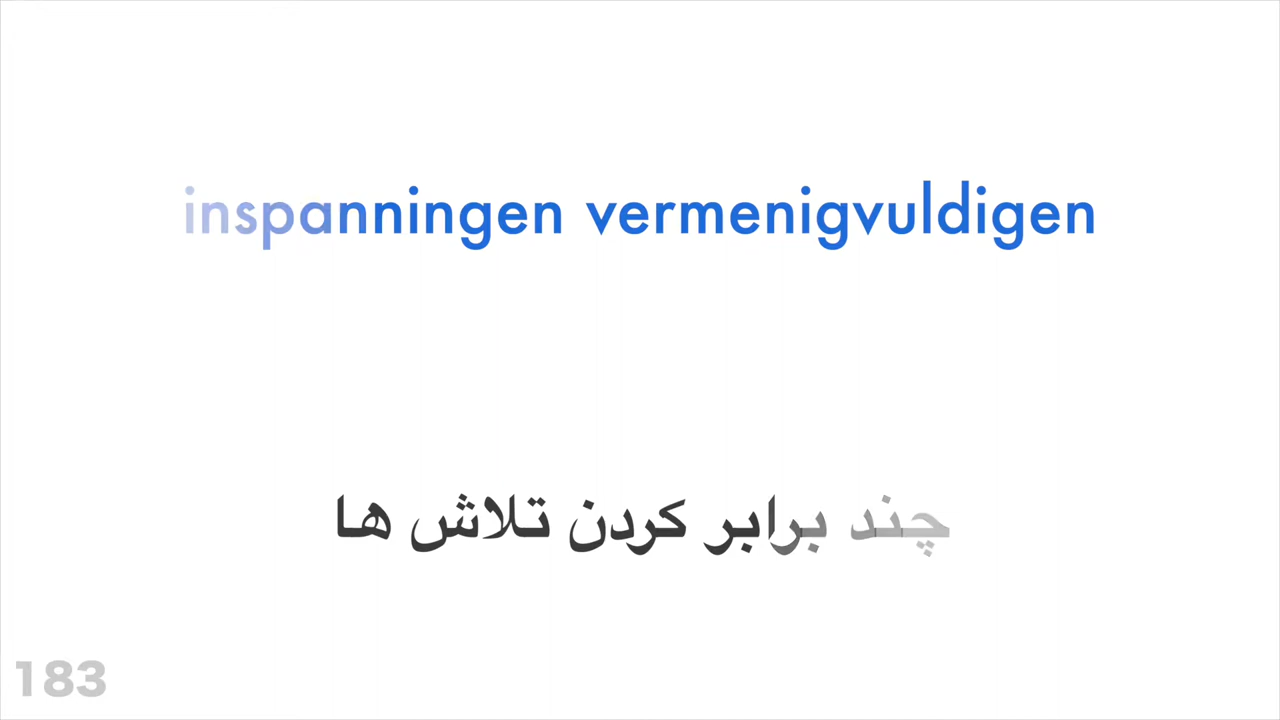 inspanningen vermenigvuldigen
چند برابر کردن تلاش ها
183